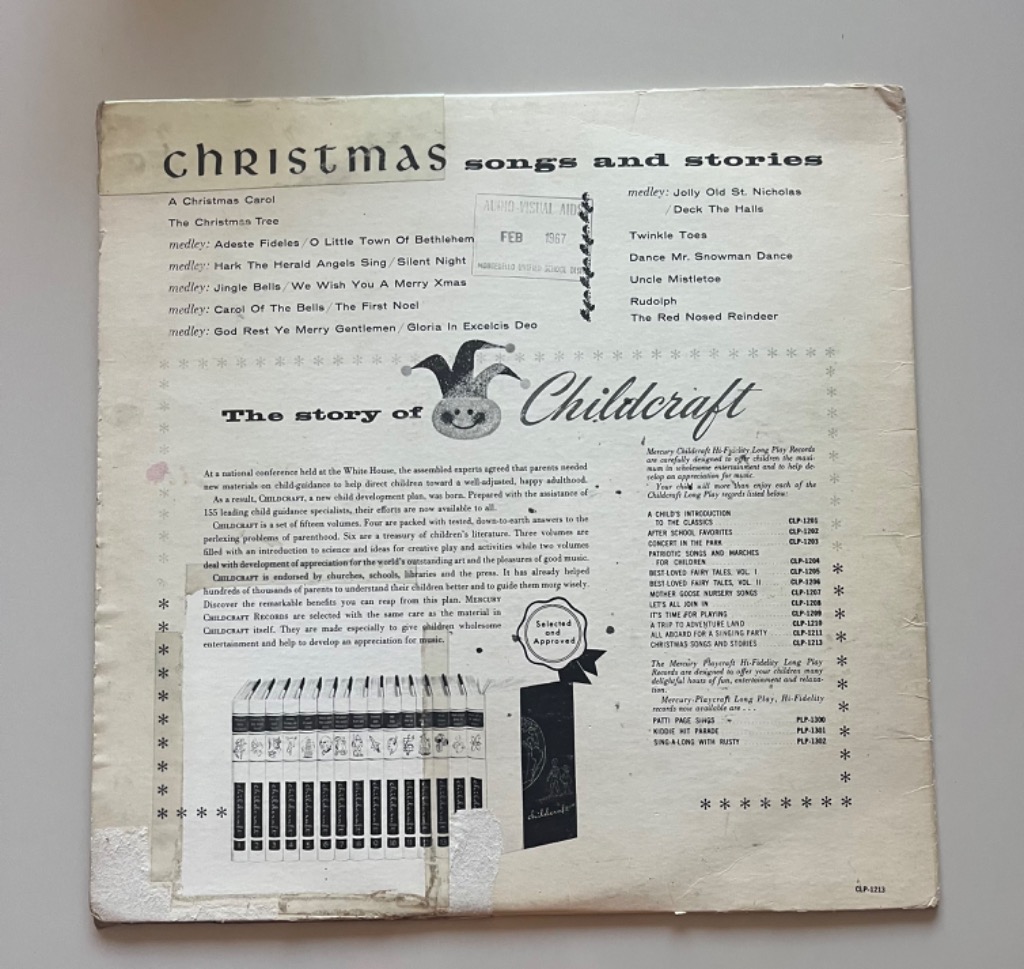 christmas songs and stories
A Christmas Carol
The Christmas Tree
medley: Adeste Fideles / O Little Town Of Bethlehem
medley: Hark The Herald Angels Sing / Silent Night
medley: Jingle Bells / We Wish You A Merry Xmas
medley: Carol Of The Bells / The First Noel
medley: God Rest Ye Merry Gentlemen / Gloria In Excelcis Deo
AUDIO-VISUAL AIDS
FEB 1967
UNIFIED SCHOOL
medley: Jolly Old St. Nicholas
/ Deck The Halls
Twinkle Toes
Dance Mr. Snowman Dance
Uncle Mistletoe
Rudolph
The Red Nosed Reindeer
The story of Childcraft
At a national conference held at the White House, the assembled experts agreed that parents needed
new materials on child-guidance to help direct children toward a well-adjusted, happy adulthood.
As a result, CHILDCRAFT, a new child development plan, was born. Prepared with the assistance of
155 leading child guidance specialists, their efforts are now available to all.
CHILDCRAFT is a set of fifteen volumes. Four are packed with tested, down-to-earth answers to the
perlexing problems of parenthood. Six are a treasury of children's literature. Three volumes are
filled with an introduction to science and ideas for creative play and activities while two volumes
deal with development of appreciation for the world's outstanding art and the pleasures of good music.
CHILDCRAFT is endorsed by churches, schools, libraries and the press. It has already helped
hundreds of thousands of parents to understand their children better and to guide them more wisely.
Discover the remarkable benefits you can reap from this plan. MERCURY
CHILDCRAFT RECORDS are selected with the same care as the material in
CHILDCRAFT itself. They are made especially to give children wholesome
entertainment and help to develop an appreciation for music.
Selected
and
Approved
childcraft
Mercury Childcraft Hi-Fidelity Long Play Records
are carefully designed to offer children the maxi-
mum in wholesome entertainment and to help de-
velop an appreciation for music.
Your child will more than enjoy each of the
Childcraft Long Play records listed below:
A CHILD'S INTRODUCTION
TO THE CLASSICS CLP-1201
AFTER SCHOOL FAVORITES CLP-1202
CONCERT IN THE PARK CLP-1203
PATRIOTIC SONGS AND MARCHES
FOR CHILDREN CLP-1204
BEST-LOVED FAIRY TALES, VOL. I CLP-1205
BEST-LOVED FAIRY TALES, VOL. II CLP-1206
MOTHER GOOSE NURSERY SONGS CLP-1207
LET'S ALL JOIN IN CLP-1208
IT'S TIME FOR PLAYING CLP-1209
A TRIP TO ADVENTURE LAND CLP-1210
ALL ABOARD FOR A SINGING PARTY CLP-1211
CHRISTMAS SONGS AND STORIES CLP-1213
The Mercury Playcraft Hi-Fidelity Long Play
Records are designed to offer your children many
delightful hours of fun, entertainment and relaxa-
tion.
Mercury-Playcraft Long Play, Hi-Fidelity
records now available are . . .
PATTI PAGE SINGS PLP-1300
KIDDIE HIT PARADE PLP-1301
SING-A-LONG WITH RUSTY PLP-1302
CLP-1213